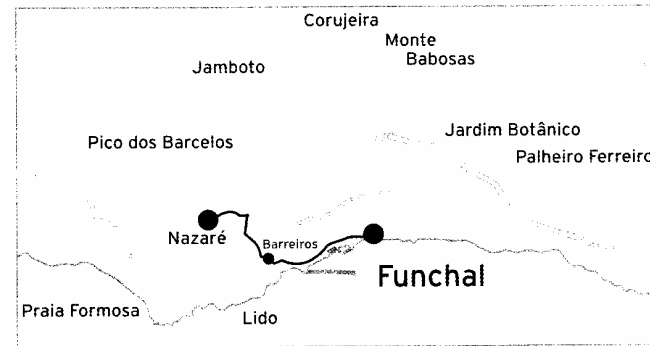 Corujeira
Monte
Babosas
Jamboto
Jardim Botânico
Pico dos Barcelos
Palheiro Ferreiro
Nazaré
Barreiros
Funchal
Praia Formosa
Lido